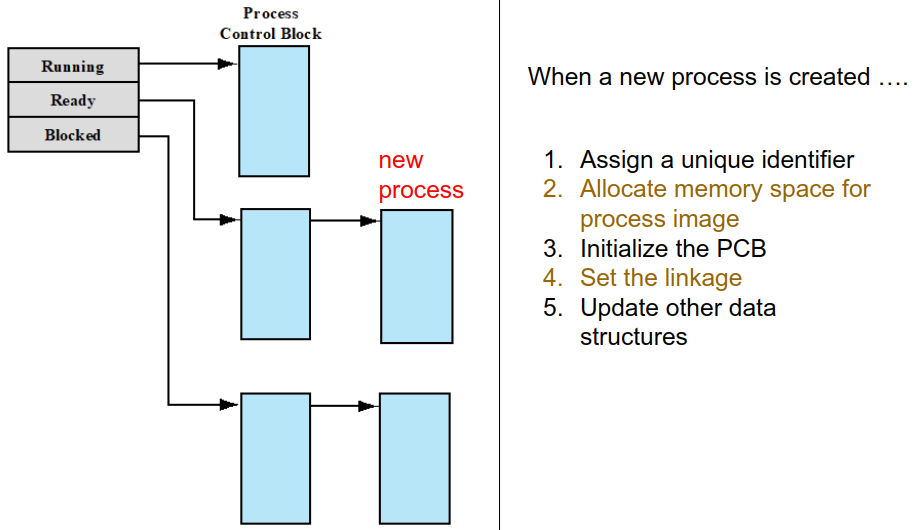 Process
Control Block
Running
Ready
Blocked
new
process
When a new process is created ….
1. Assign a unique identifier
2. Allocate memory space for
process image
3. Initialize the PCB
4. Set the linkage
5. Update other data
structures